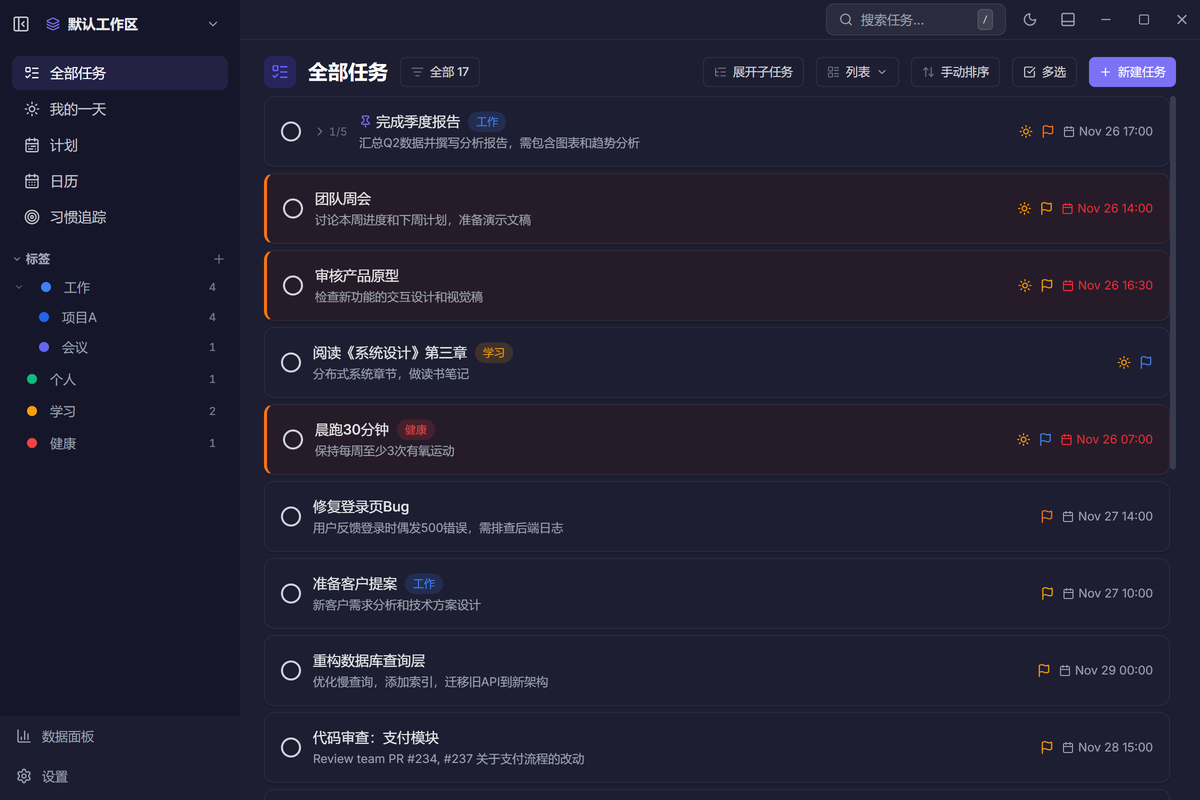 默认工作区
搜索任务...
/
全部任务
我的一天
计划
日历
习惯追踪
标签
工作 4
项目A 4
会议 1
个人 1
学习 2
健康 1
数据面板
设置
全部任务
全部 17
展开子任务
列表
手动排序
多选
新建任务
1/5
完成季度报告 工作
汇总Q2数据并撰写分析报告，需包含图表和趋势分析
Nov 26 17:00
团队周会
讨论本周进度和下周计划，准备演示文稿
Nov 26 14:00
审核产品原型
检查新功能的交互设计和视觉稿
Nov 26 16:30
阅读《系统设计》第三章 学习
分布式系统章节，做读书笔记
晨跑30分钟 健康
保持每周至少3次有氧运动
Nov 26 07:00
修复登录页Bug
用户反馈登录时偶发500错误，需排查后端日志
Nov 27 14:00
准备客户提案 工作
新客户需求分析和技术方案设计
Nov 27 10:00
重构数据库查询层
优化慢查询，添加索引，迁移旧API到新架构
Nov 29 00:00
代码审查：支付模块
Review team PR #234, #237 关于支付流程的改动
Nov 28 15:00